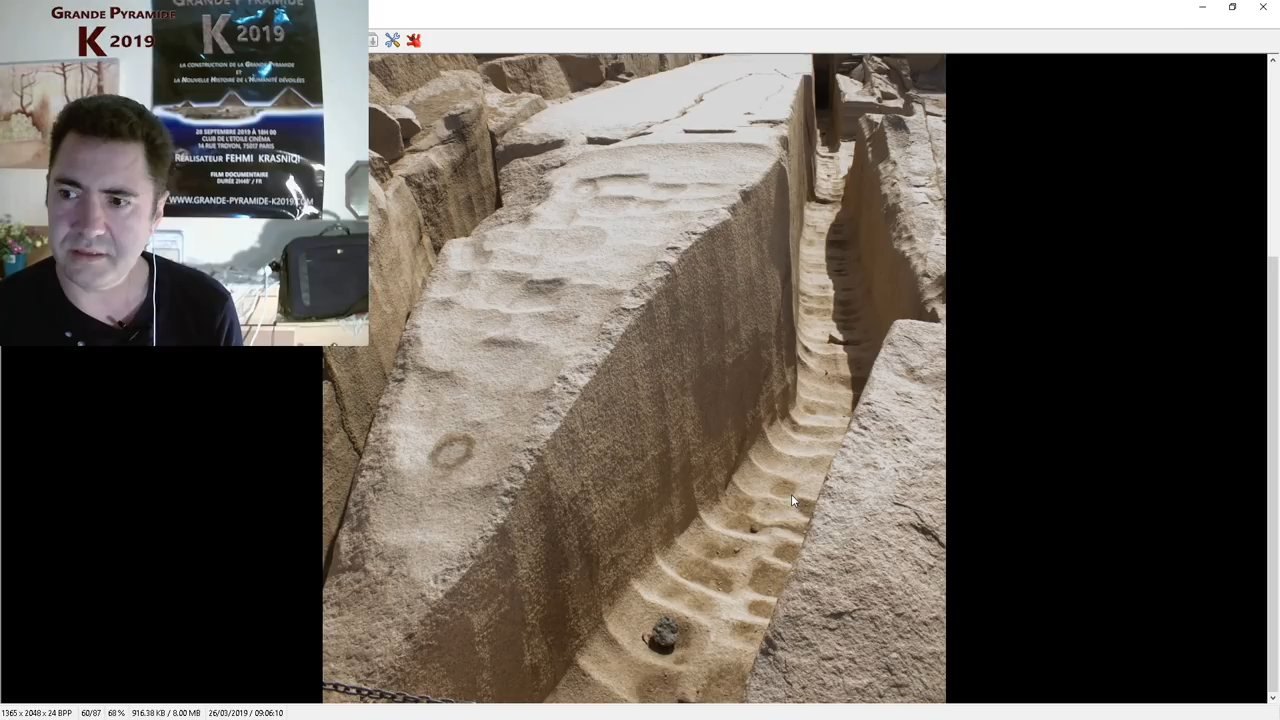 GRANDE PYRAMIDE
K 2019
GRANDE PYRAMIDE
K 2019
LA CONSTRUCTION DE LA GRANDE PYRAMIDE
ET
LA NOUVELLE HISTOIRE DE L'HUMANITÉ DÉVOILÉES
28 SEPTEMBRE 2019 À 10H 00
CLUB DE L'ETOILE CINÉMA
14 RUE TROYON, 75017 PARIS
RÉALISATEUR FEHMI KRASNIQI
FILM DOCUMENTAIRE
DURÉE 2H48' / FR
WWW.GRANDE-PYRAMIDE-K2019.COM
1365 x 2048 x 24 BPP 60/87 68 % 916.38 KB / 8.00 MB 26/03/2019 / 09:06:10